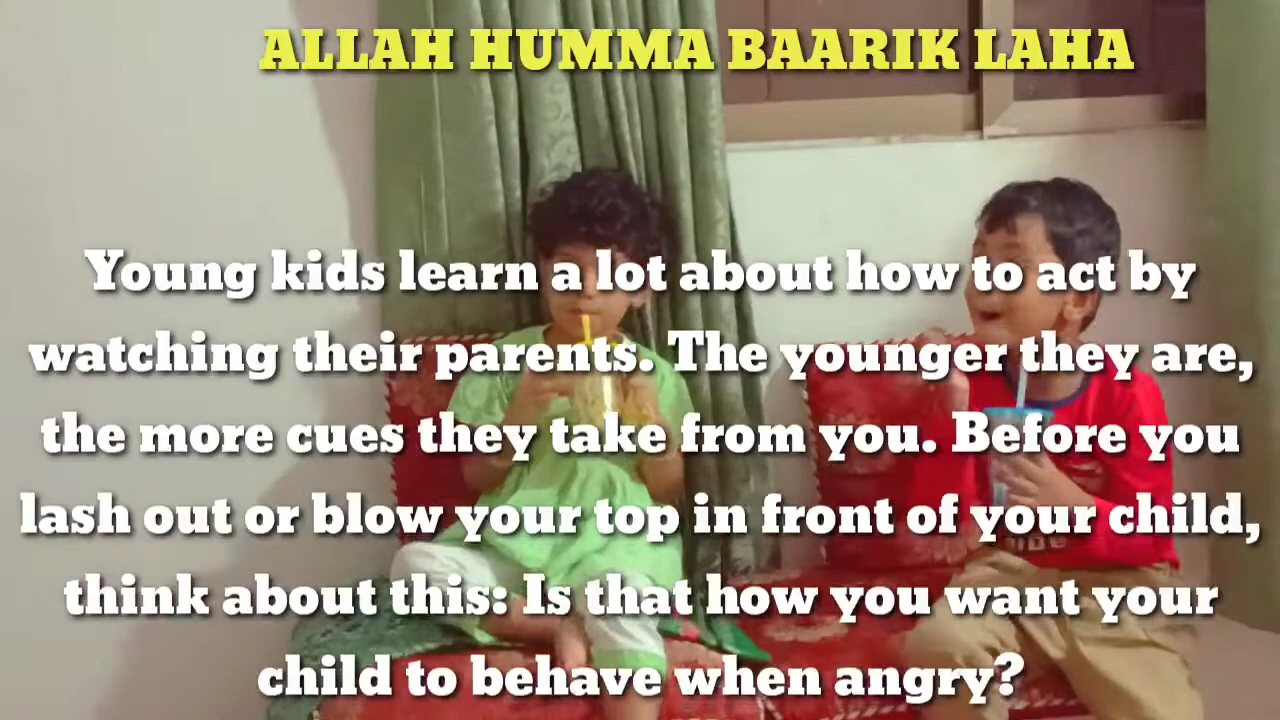 ALLAH HUMMA BAARIK LAHA
Young kids learn a lot about how to act by
watching their parents. The younger they are,
the more cues they take from you. Before you
lash out or blow your top in front of your child,
think about this: Is that how you want your
child to behave when angry?